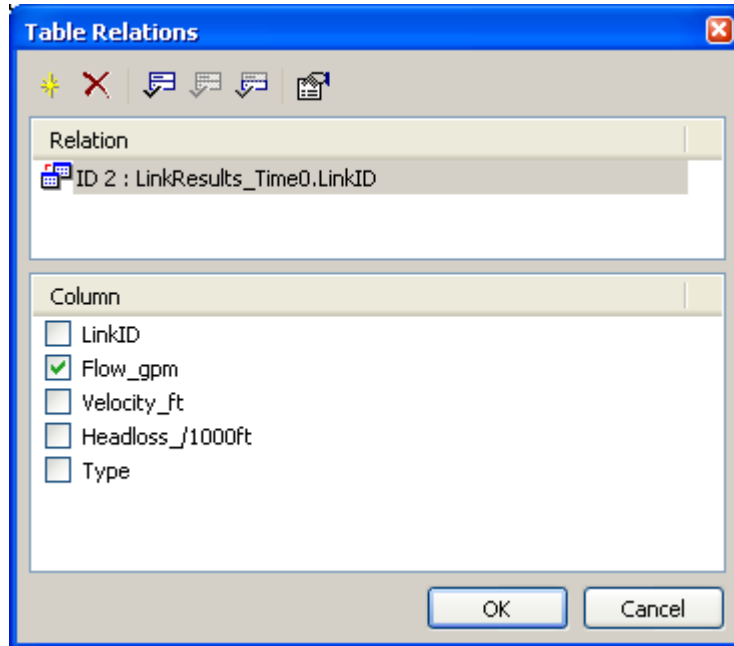 Table Relations
Relation
ID 2 : LinkResults_Time0.LinkID
Column
LinkID
Flow_gpm
Velocity_ft
Headloss_/1000ft
Type
OK
Cancel